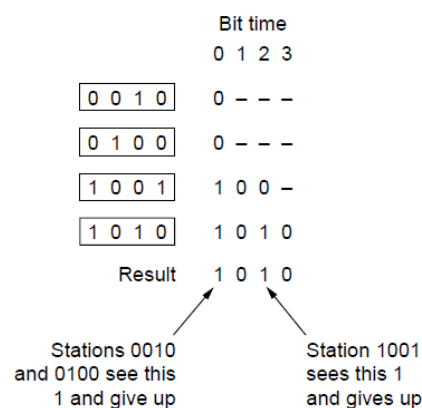 Bit time
0 1 2 3
0 0 1 0 0 – – –
0 1 0 0 0 – – –
1 0 0 1 1 0 0 –
1 0 1 0 1 0 1 0
Result 1 0 1 0
Stations 0010
and 0100 see this
1 and give up
Station 1001
sees this 1
and gives up